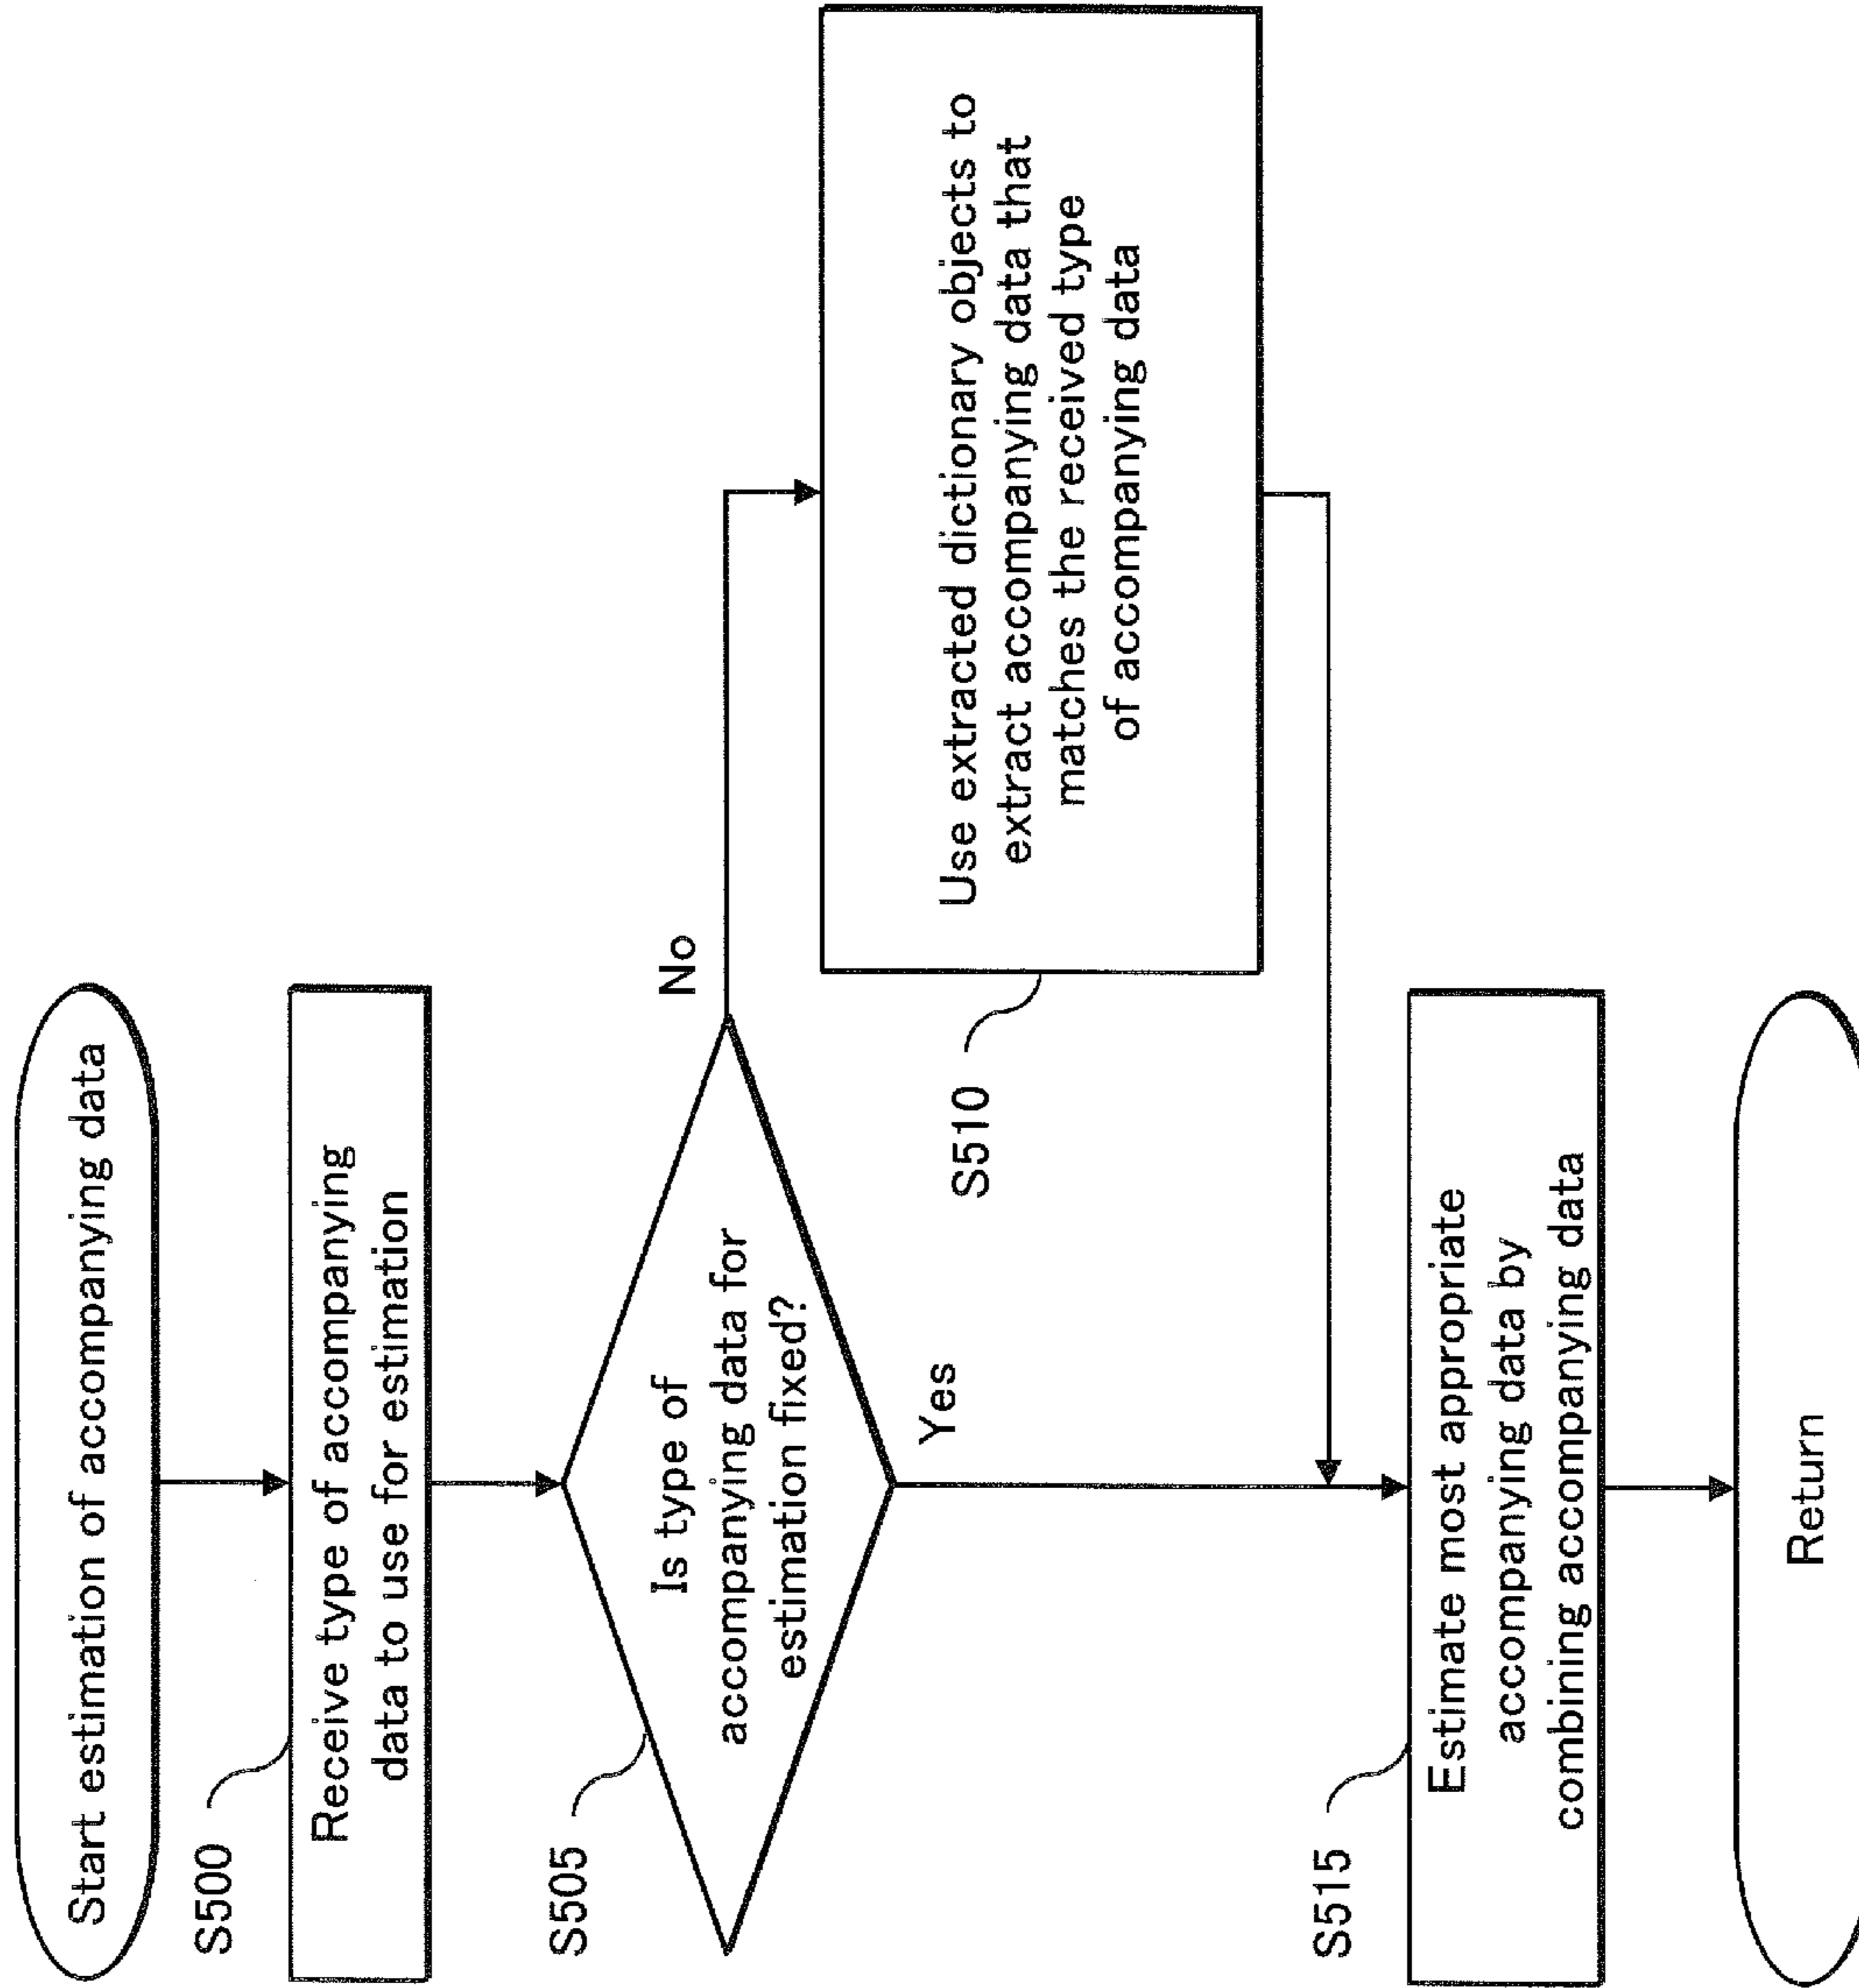 Start estimation of accompanying data
S500
Receive type of accompanying
data to use for estimation
S505
Is type of
accompanying data for
estimation fixed?
No
Yes
S510
Use extracted dictionary objects to
extract accompanying data that
matches the received type
of accompanying data
S515
Estimate most appropriate
accompanying data by
combining accompanying data
Return